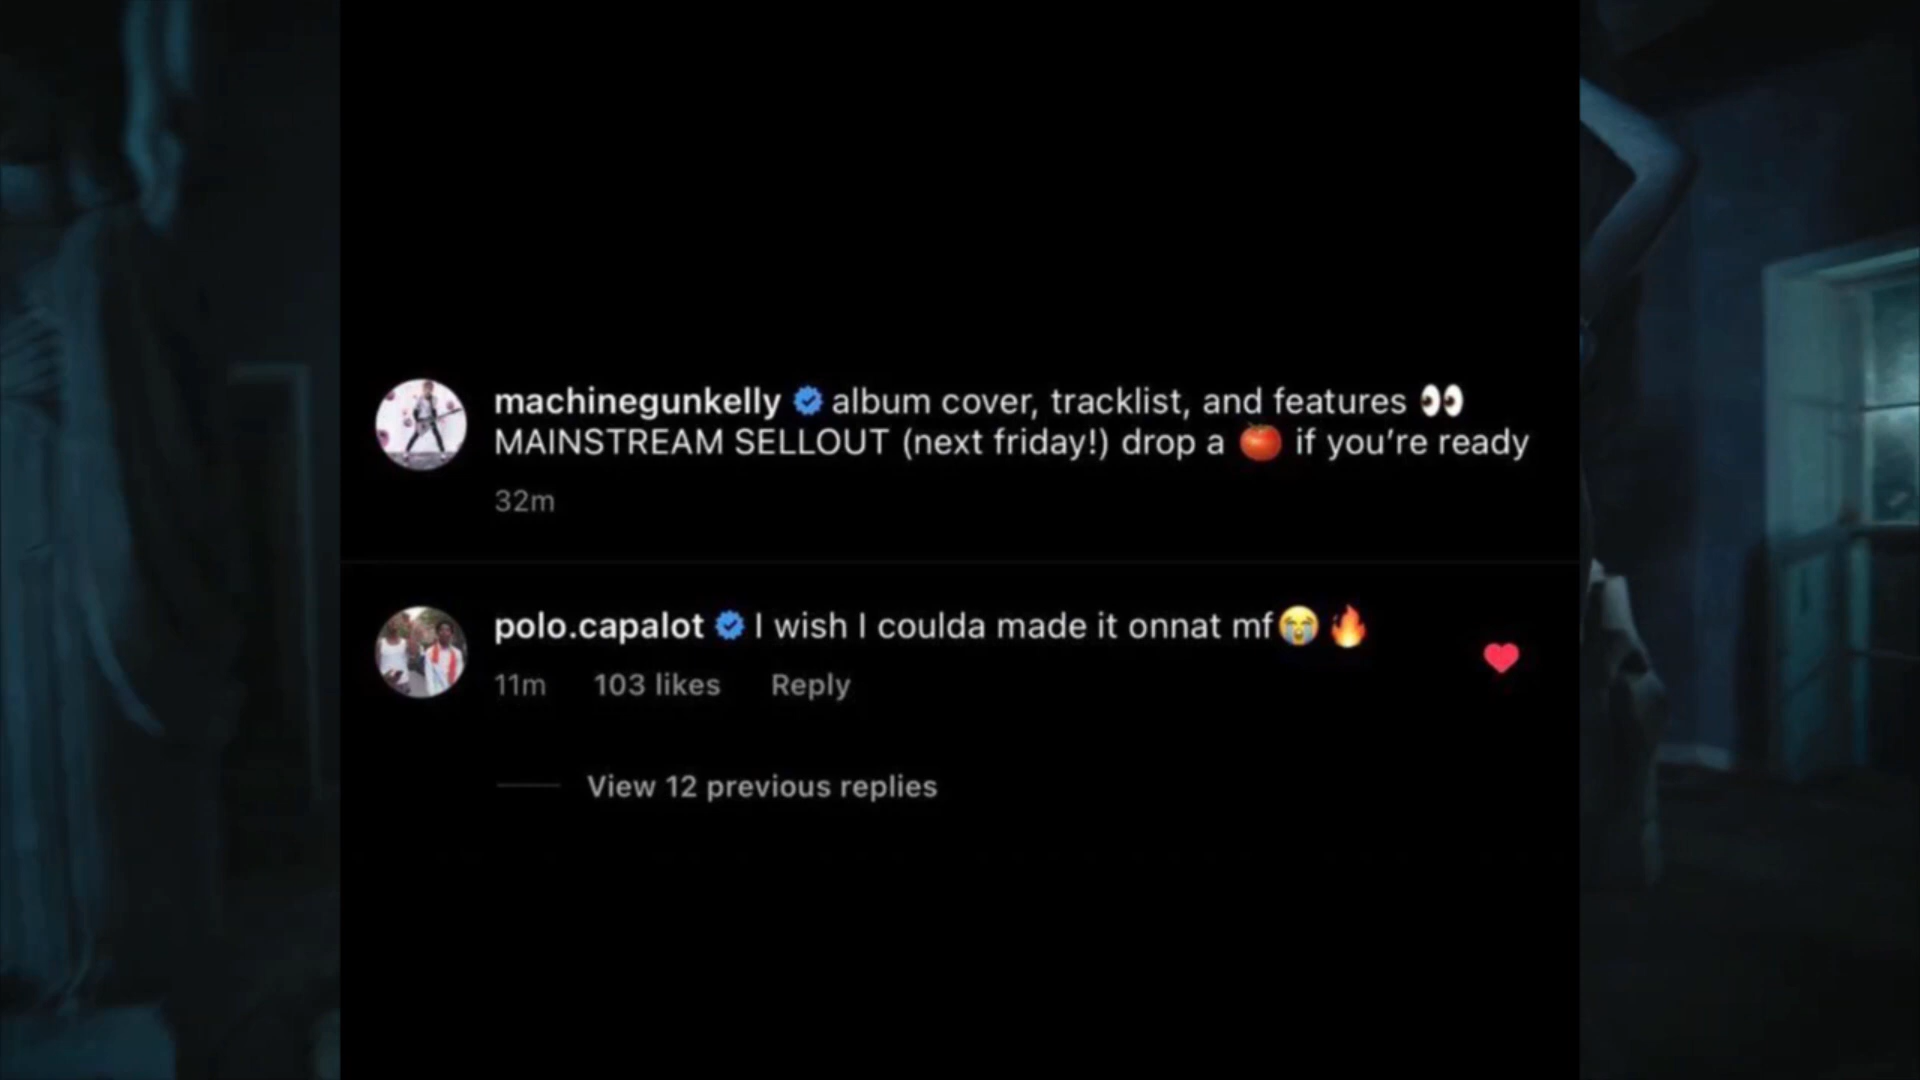 machinegunkelly album cover, tracklist, and features 👀
MAINSTREAM SELLOUT (next friday!) drop a 🍅 if you're ready
32m
polo.capalot I wish I coulda made it onnat mf😭🔥
11m 103 likes Reply
View 12 previous replies